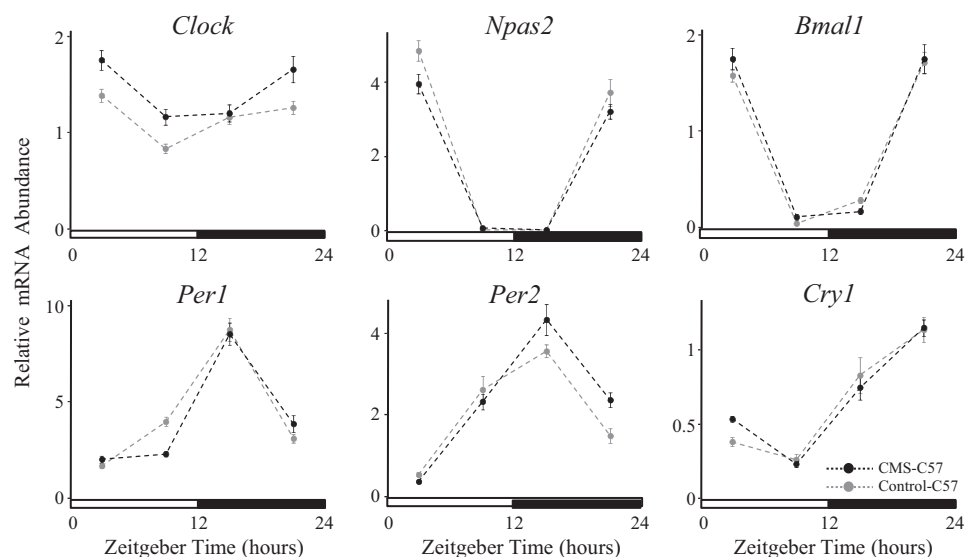 Clock
Npas2
Bmal1
Relative mRNA Abundance
2
1
0
0 12 24
4
2
0
0 12 24
2
1
0
0 12 24
Per1
Per2
Cry1
10
5
0
0 12 24
4
2
0
0 12 24
1
0.5
0
0 12 24
CMS-C57
Control-C57
Zeitgeber Time (hours)
Zeitgeber Time (hours)
Zeitgeber Time (hours)